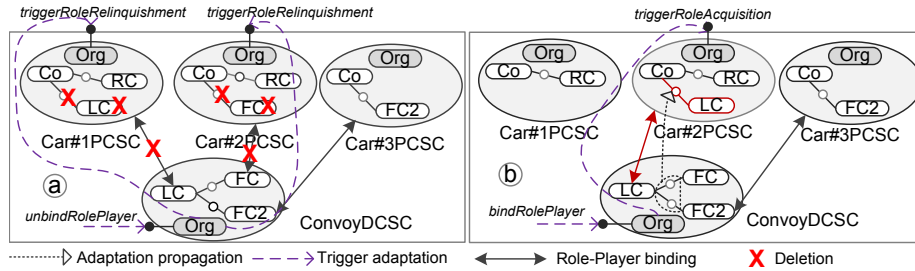 triggerRoleRelinquishment triggerRoleRelinquishment
Org Org Org
Co RC Co RC Co
LC FC FC2
Car#1PCSC Car#2PCSC Car#3PCSC
a
LC FC
FC2
unbindRolePlayer Org ConvoyDCSC
triggerRoleAcquisition
Org Org Org
Co RC Co RC Co
LC FC2
Car#1PCSC Car#2PCSC Car#3PCSC
b
LC FC
FC2
bindRolePlayer Org ConvoyDCSC
Adaptation propagation Trigger adaptation Role-Player binding X Deletion